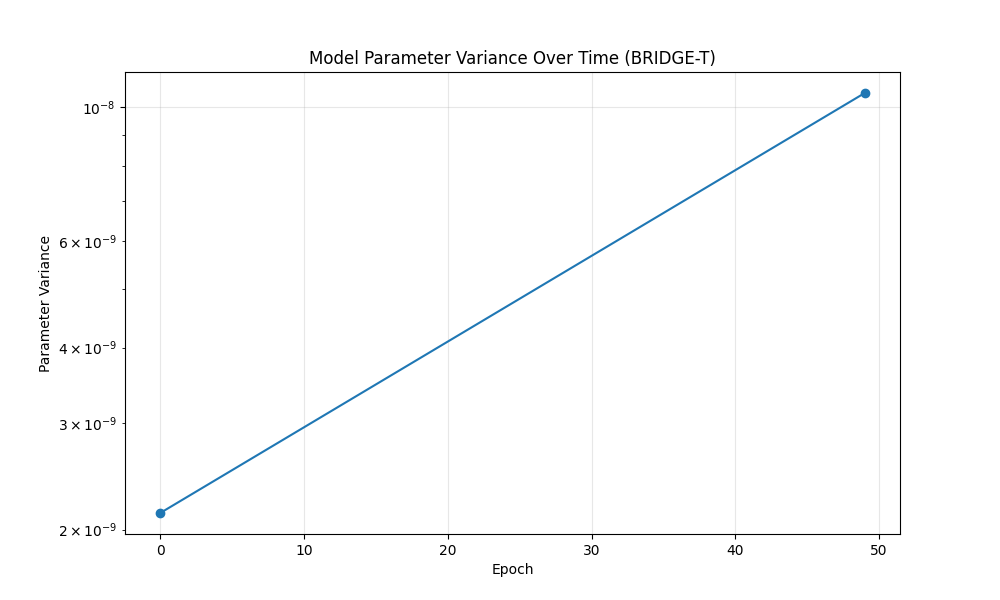 Model Parameter Variance Over Time (BRIDGE-T)
Parameter Variance
10⁻⁸
6 × 10⁻⁹
4 × 10⁻⁹
3 × 10⁻⁹
2 × 10⁻⁹
0 10 20 30 40 50
Epoch